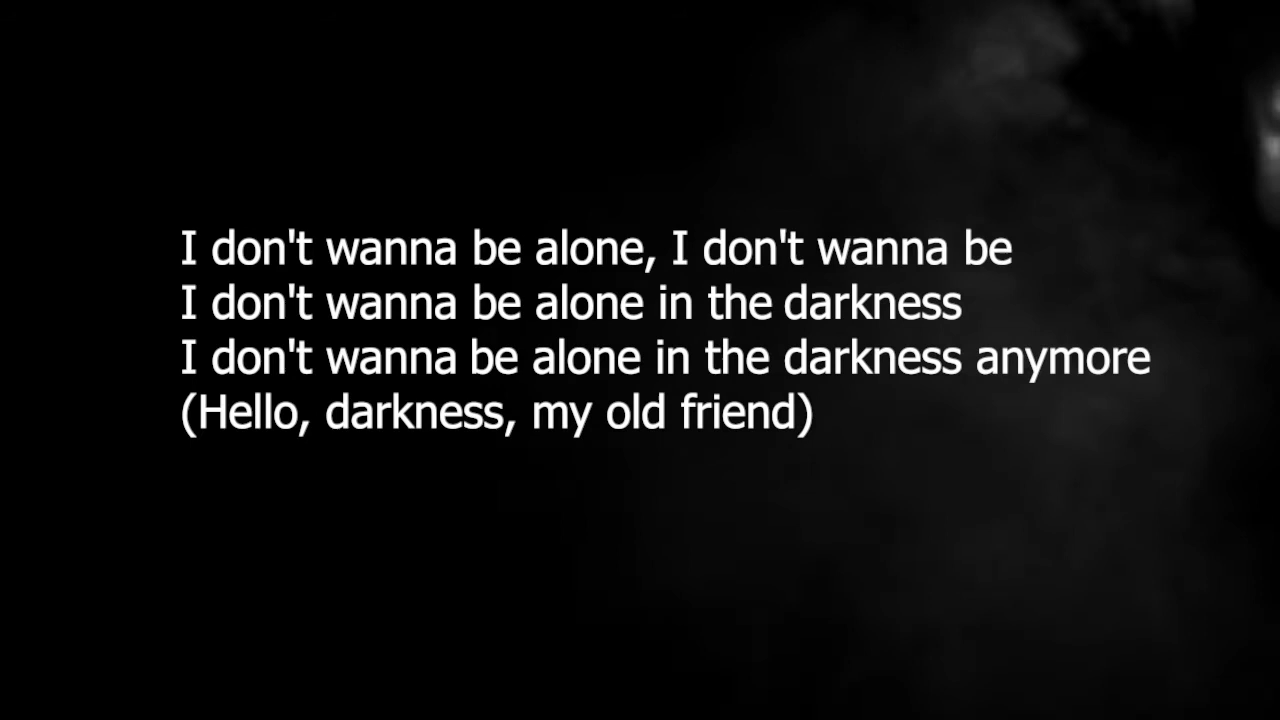 I don't wanna be alone, I don't wanna be
I don't wanna be alone in the darkness
I don't wanna be alone in the darkness anymore
(Hello, darkness, my old friend)